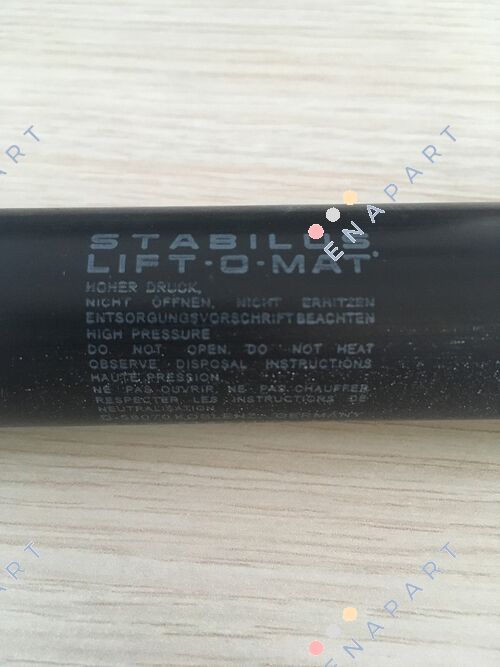 STABILUS
LIFT-O-MAT®
HOHER DRUCK,
NICHT ÖFFNEN, NICHT ERHITZEN
ENTSORGUNGSVORSCHRIFT BEACHTEN
HIGH PRESSURE
DO NOT OPEN, DO NOT HEAT
OBSERVE DISPOSAL INSTRUCTIONS
HAUTE PRESSION
NE PAS OUVRIR, NE PAS CHAUFFER
RESPECTER LES INSTRUCTIONS DE
NEUTRALISATION
D-56070 KOBLENZ, GERMANY
ENAPART
ENAPART